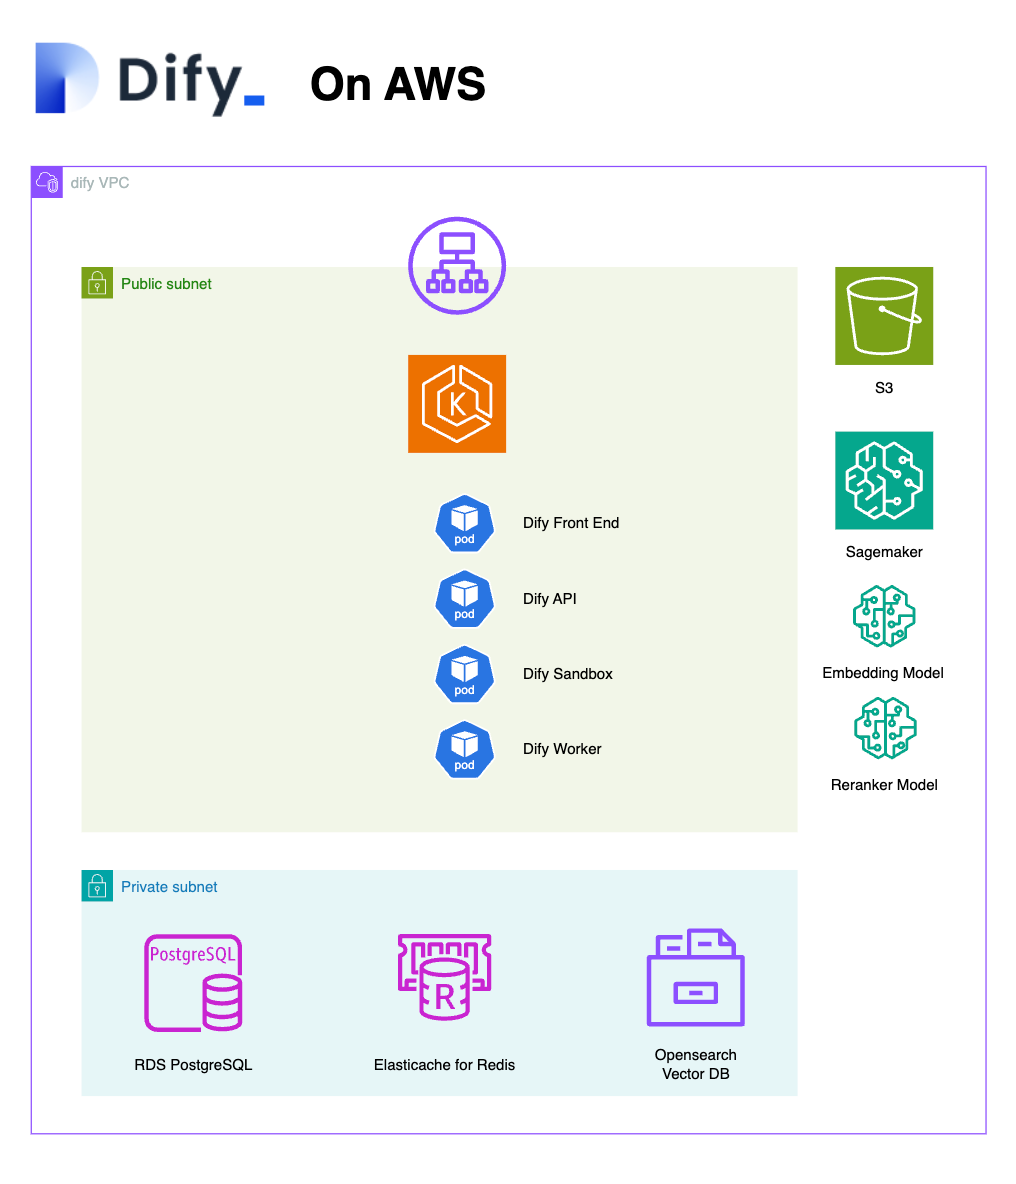 Dify_ On AWS
dify VPC
Public subnet
K
S3
pod
Dify Front End
Sagemaker
pod
Dify API
pod
Dify Sandbox
Embedding Model
pod
Dify Worker
Reranker Model
Private subnet
PostgreSQL
R
RDS PostgreSQL
Elasticache for Redis
Opensearch
Vector DB